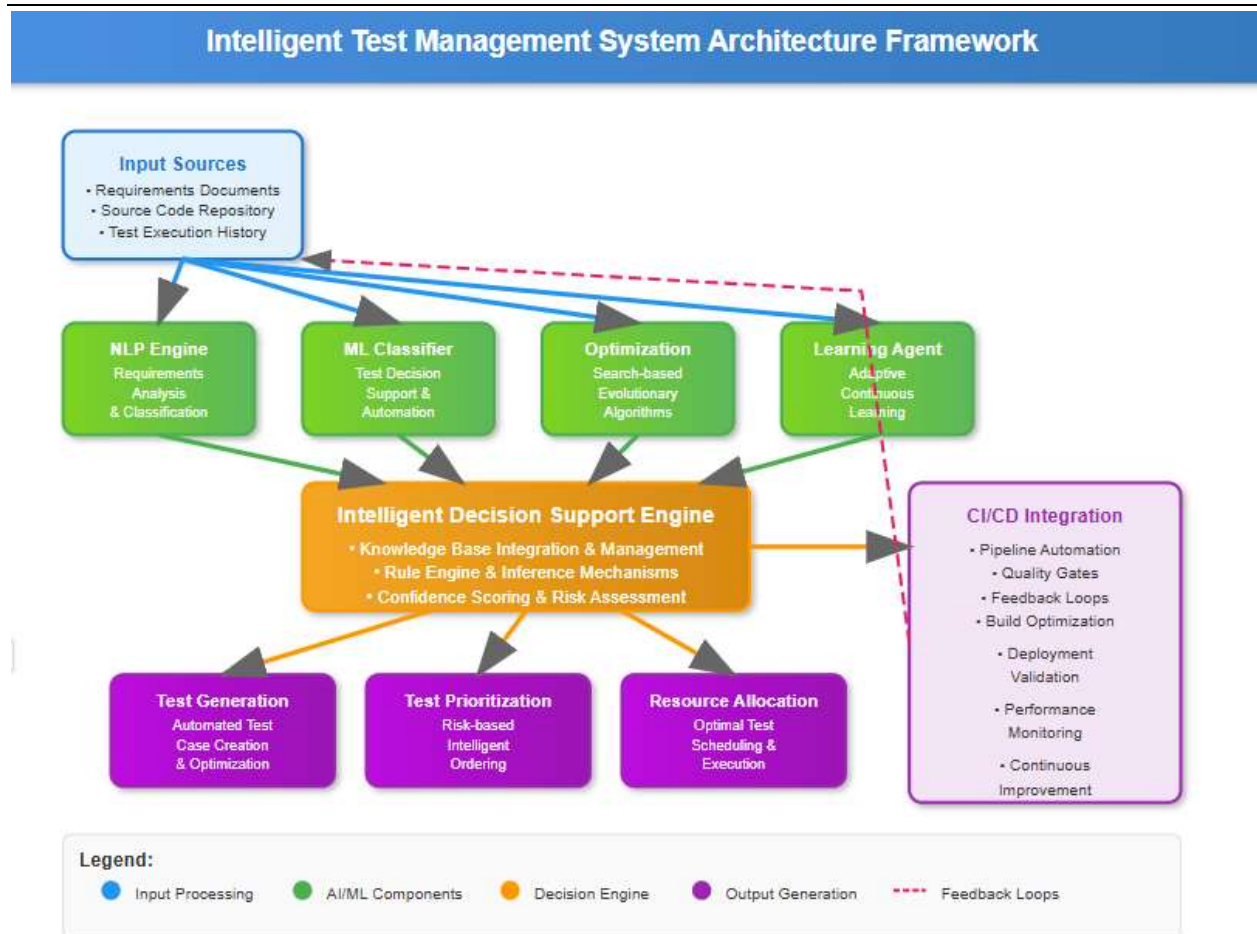 Intelligent Test Management System Architecture Framework
Input Sources
• Requirements Documents
• Source Code Repository
• Test Execution History
NLP Engine
Requirements
Analysis
& Classification
ML Classifier
Test Decision
Support &
Automation
Optimization
Search-based
Evolutionary
Algorithms
Learning Agent
Adaptive
Continuous
Learning
Intelligent Decision Support Engine
• Knowledge Base Integration & Management
• Rule Engine & Inference Mechanisms
• Confidence Scoring & Risk Assessment
CI/CD Integration
• Pipeline Automation
• Quality Gates
• Feedback Loops
• Build Optimization
• Deployment
Validation
• Performance
Monitoring
• Continuous
Improvement
Test Generation
Automated Test
Case Creation
& Optimization
Test Prioritization
Risk-based
Intelligent
Ordering
Resource Allocation
Optimal Test
Scheduling &
Execution
Legend:
Input Processing
AI/ML Components
Decision Engine
Output Generation
Feedback Loops